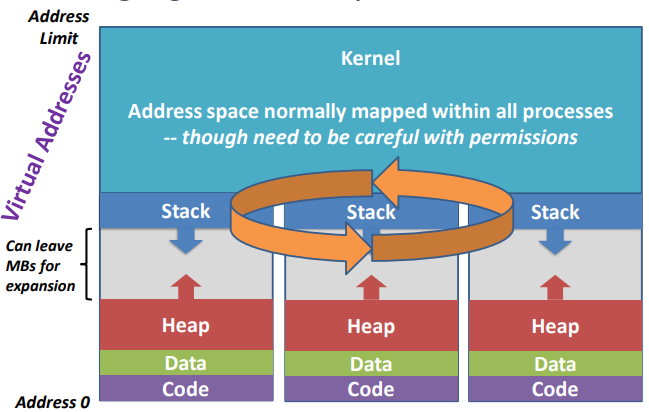 Address
Limit
Virtual Addresses
Kernel
Address space normally mapped within all processes
-- though need to be careful with permissions
Stack
Stack
Stack
Can leave
MBs for
expansion
Heap
Heap
Heap
Data
Data
Data
Code
Code
Code
Address 0